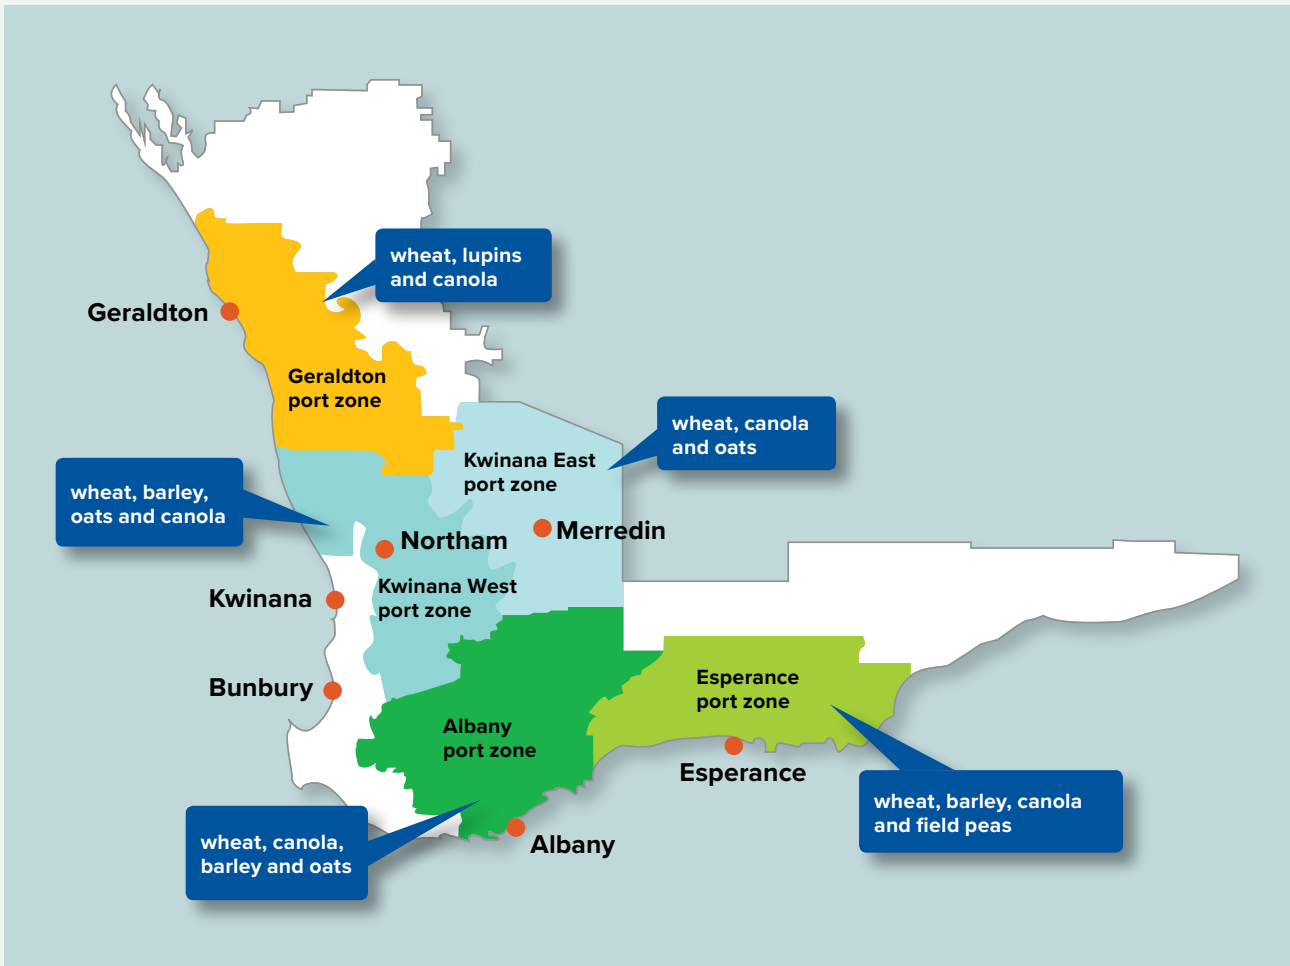 wheat, lupins
and canola
Geraldton
Geraldton
port zone
wheat, canola
and oats
Kwinana East
port zone
wheat, barley,
oats and canola
Merredin
Northam
Kwinana West
port zone
Kwinana
Bunbury
Esperance
port zone
Albany
port zone
Esperance
wheat, barley, canola
and field peas
wheat, canola,
barley and oats
Albany